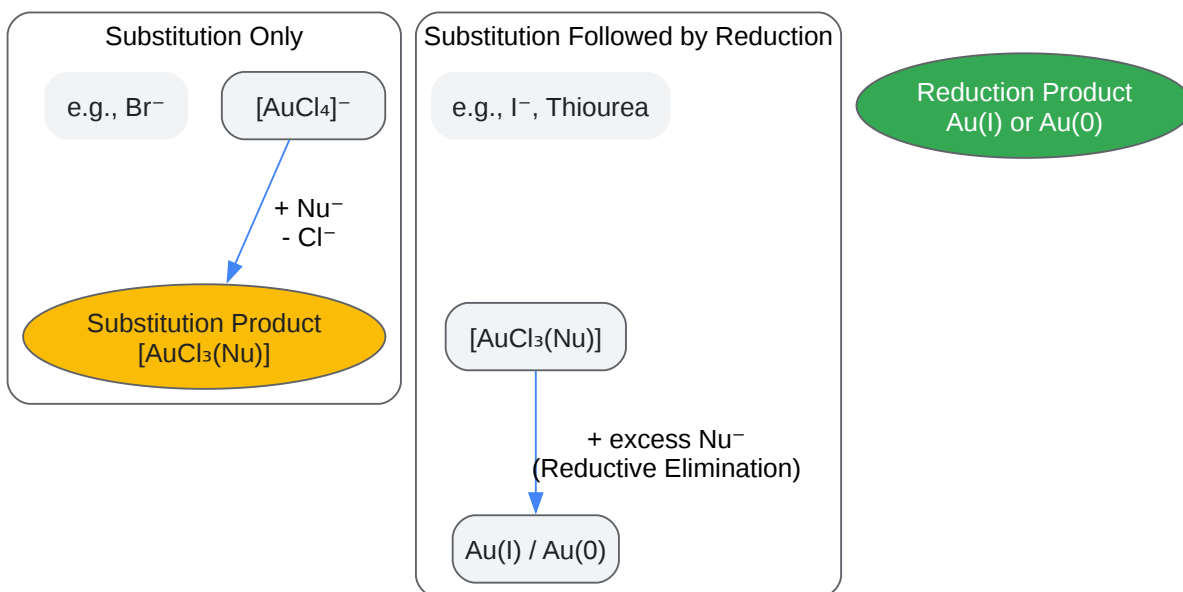 Substitution Only
e.g., Br⁻
[AuCl₄]⁻
+ Nu⁻
- Cl⁻
Substitution Product
[AuCl₃(Nu)]
Substitution Followed by Reduction
e.g., I⁻, Thiourea
[AuCl₃(Nu)]
+ excess Nu⁻
(Reductive Elimination)
Au(I) / Au(0)
Reduction Product
Au(I) or Au(0)